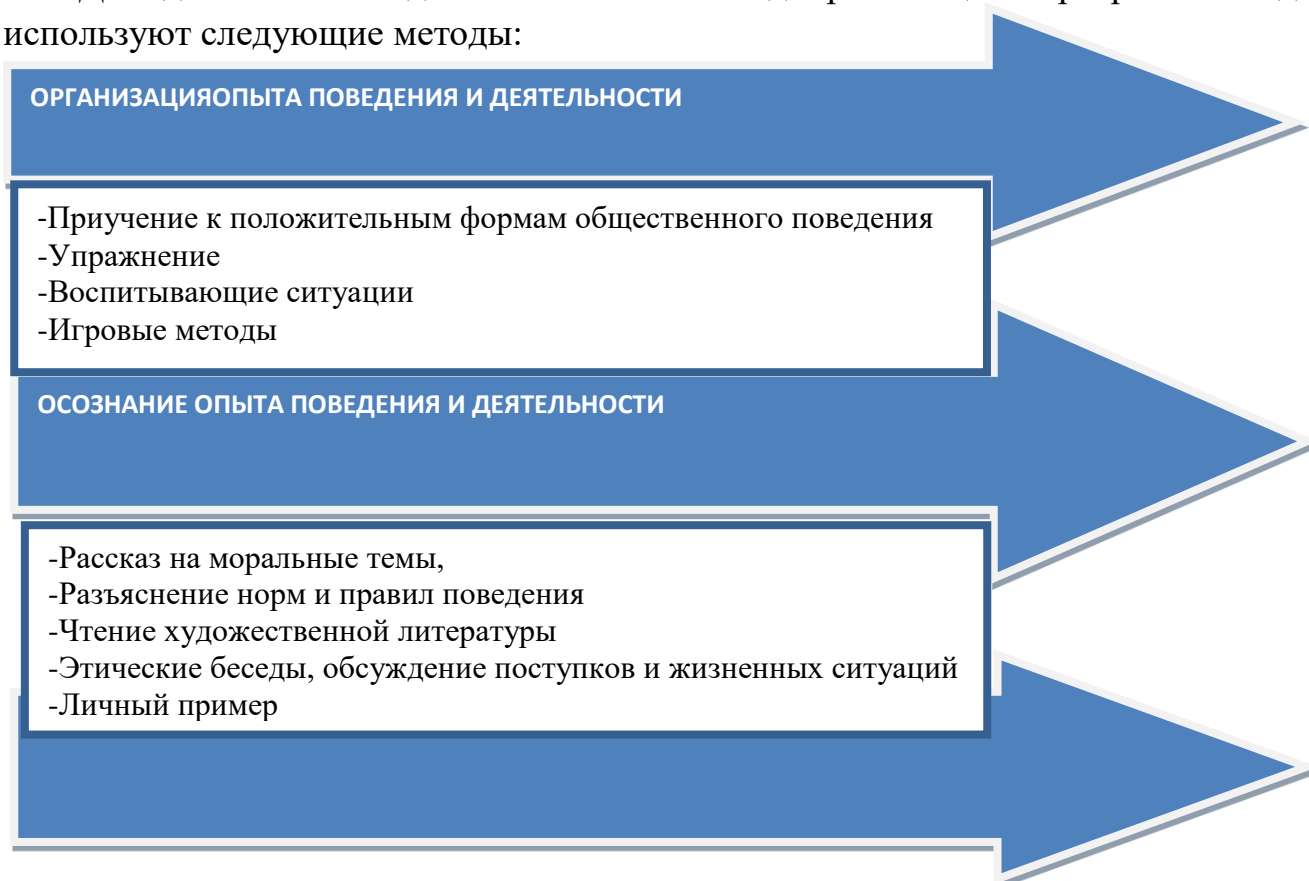 используют следующие методы:
ОРГАНИЗАЦИЯОПЫТА ПОВЕДЕНИЯ И ДЕЯТЕЛЬНОСТИ
-Приучение к положительным формам общественного поведения
-Упражнение
-Воспитывающие ситуации
-Игровые методы
ОСОЗНАНИЕ ОПЫТА ПОВЕДЕНИЯ И ДЕЯТЕЛЬНОСТИ
-Рассказ на моральные темы,
-Разъяснение норм и правил поведения
-Чтение художественной литературы
-Этические беседы, обсуждение поступков и жизненных ситуаций
-Личный пример